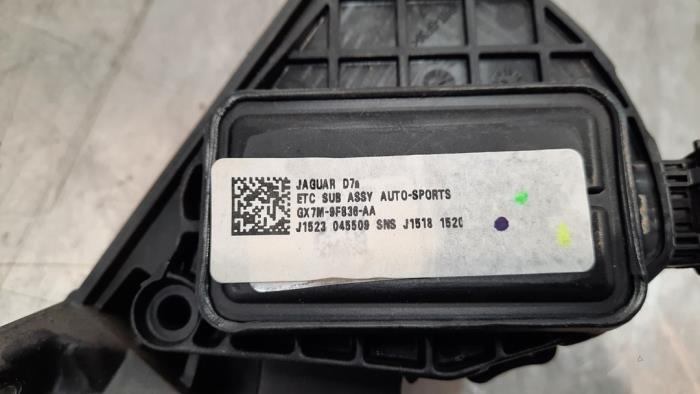 JAGUAR D7a
ETC SUB ASSY AUTO-SPORTS
GX7M-9F836-AA
J1523 045509 SNS J1518 1520